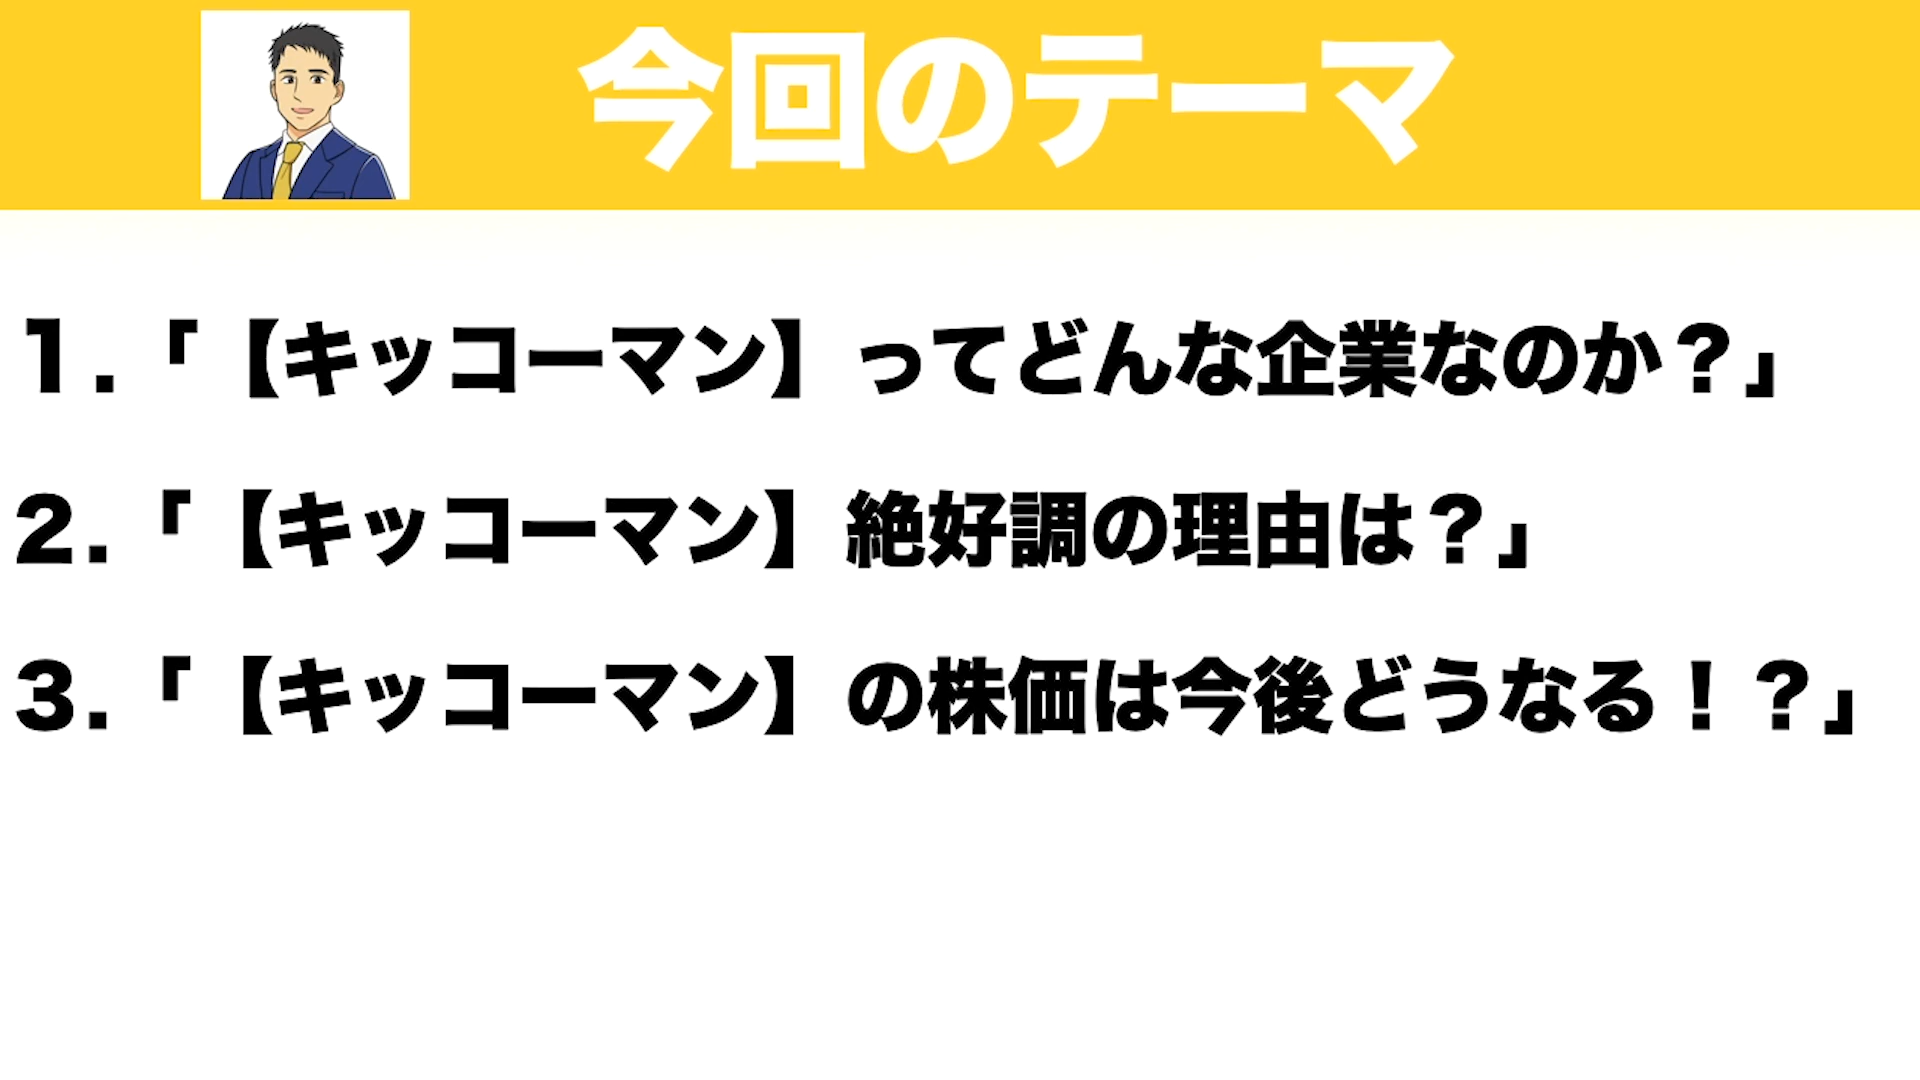 今回のテーマ
1.「【キッコーマン】ってどんな企業なのか？」
2.「【キッコーマン】絶好調の理由は？」
3.「【キッコーマン】の株価は今後どうなる！？」